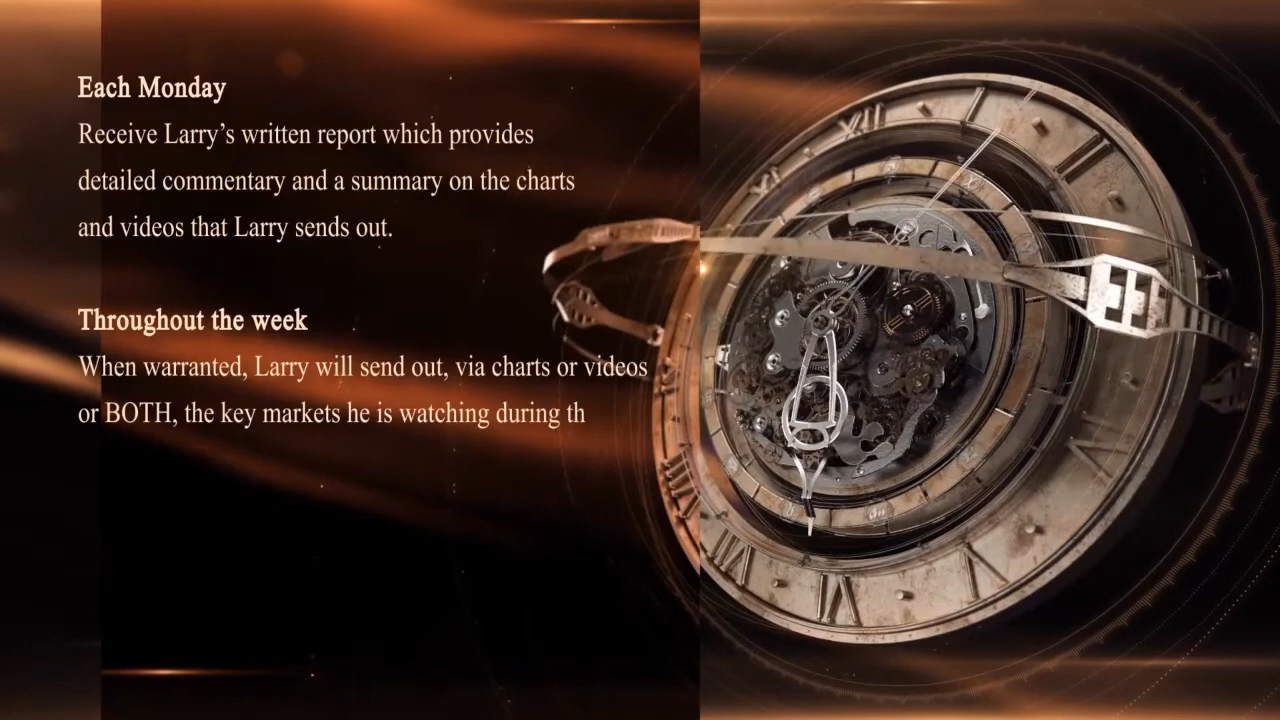 Each Monday
Receive Larry’s written report which provides
detailed commentary and a summary on the charts
and videos that Larry sends out.
Throughout the week
When warranted, Larry will send out, via charts or videos
or BOTH, the key markets he is watching during th